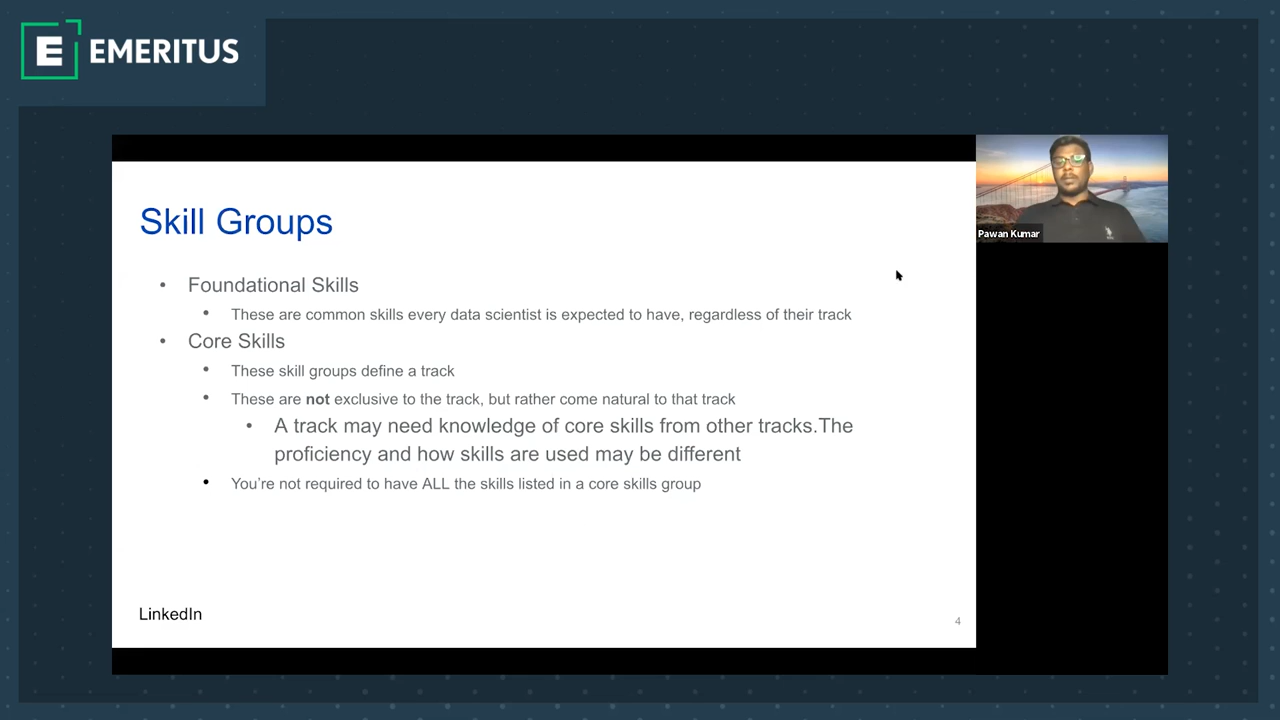 E EMERITUS
Skill Groups
• Foundational Skills
• These are common skills every data scientist is expected to have, regardless of their track
• Core Skills
• These skill groups define a track
• These are not exclusive to the track, but rather come natural to that track
• A track may need knowledge of core skills from other tracks.The
proficiency and how skills are used may be different
• You’re not required to have ALL the skills listed in a core skills group
LinkedIn
4
Pawan Kumar